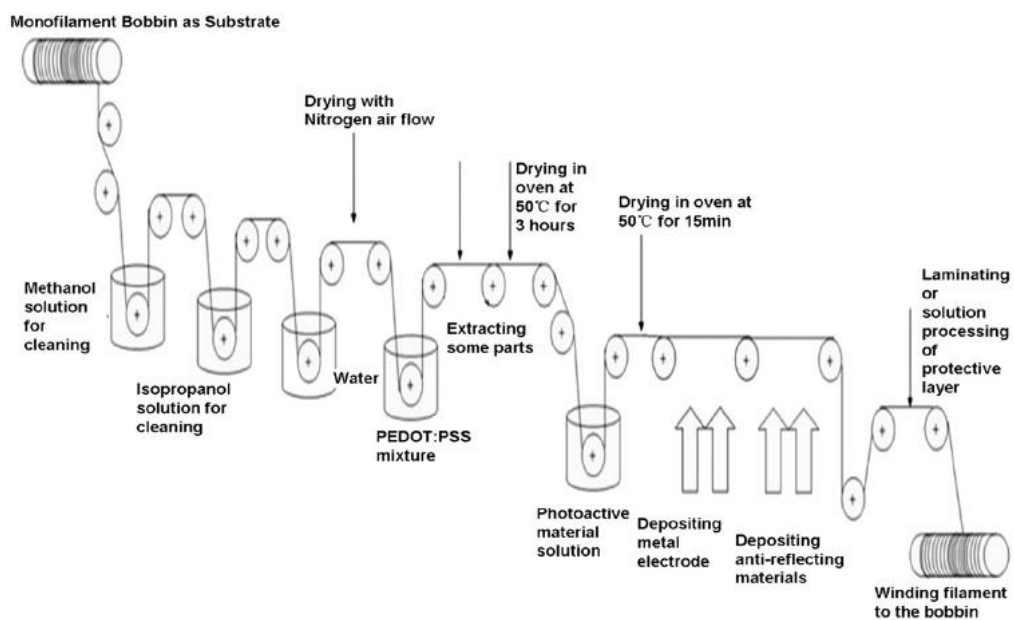 Monofilament Bobbin as Substrate
Drying with
Nitrogen air flow
Drying in
oven at
50℃ for
3 hours
Drying in oven at
50℃ for 15min
Laminating
or
solution
processing
of
protective
layer
Methanol
solution
for
cleaning
Isopropanol
solution for
cleaning
Water
PEDOT:PSS
mixture
Extracting
some parts
Photoactive
material
solution
Depositing
metal
electrode
Depositing
anti-reflecting
materials
Winding filament
to the bobbin